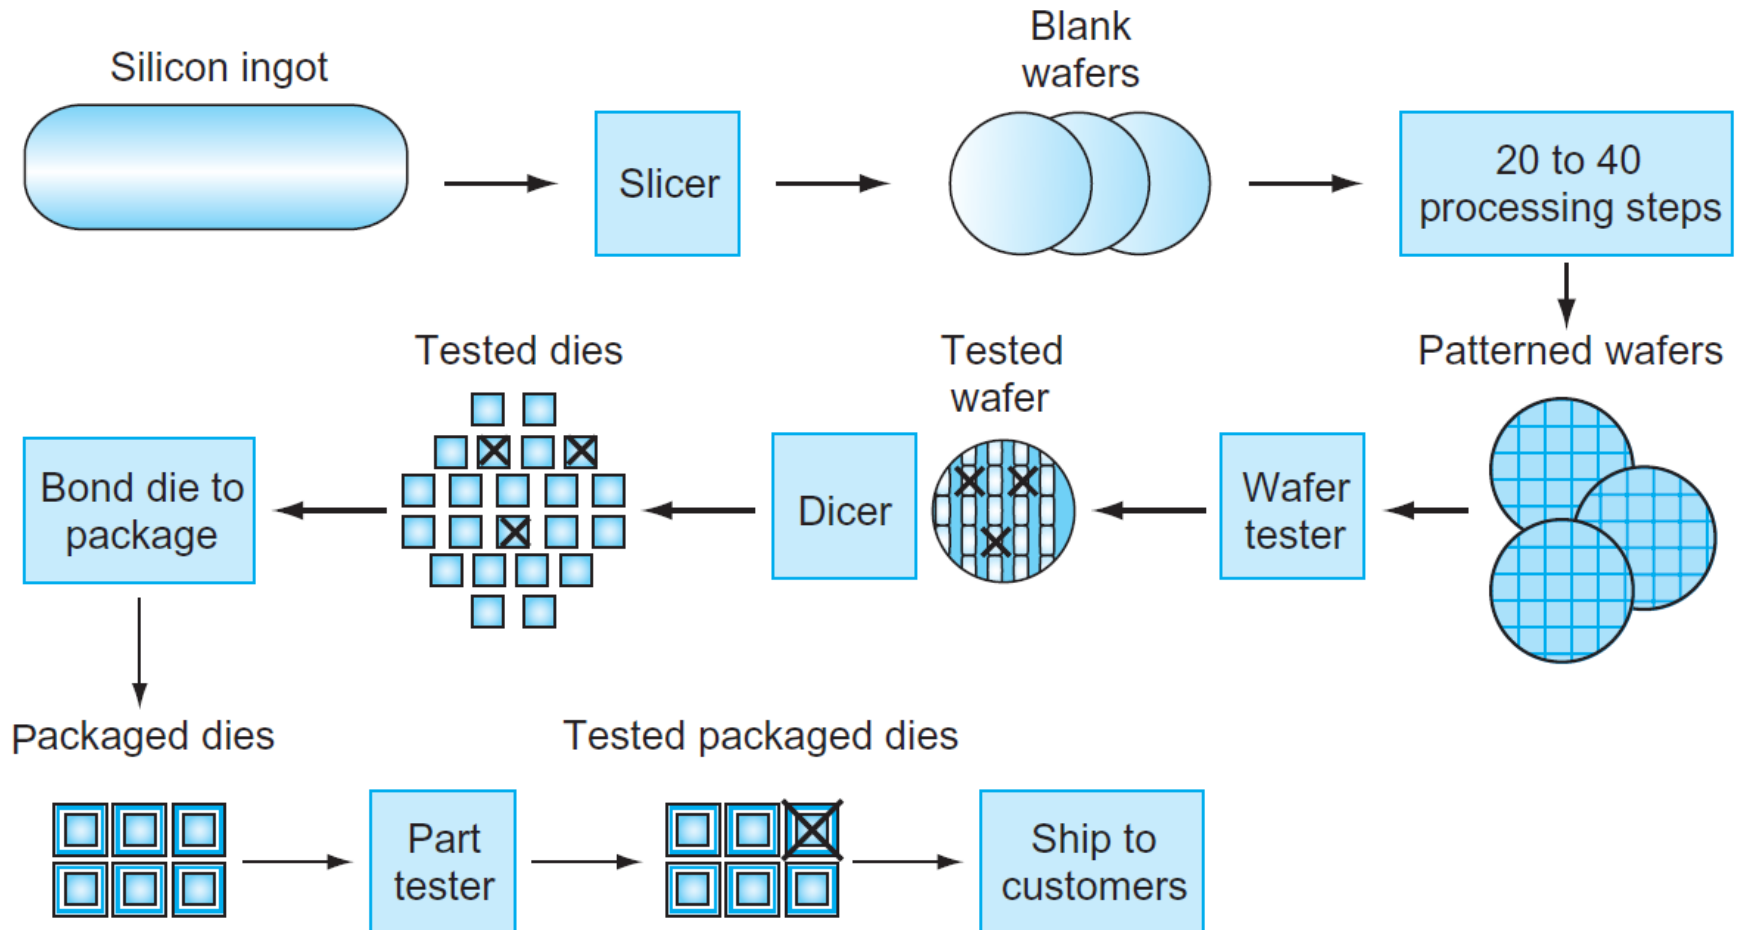 Silicon ingot
Slicer
Blank
wafers
20 to 40
processing steps
Tested dies
Tested
wafer
Patterned wafers
Bond die to
package
Dicer
Wafer
tester
Packaged dies
Tested packaged dies
Part
tester
Ship to
customers